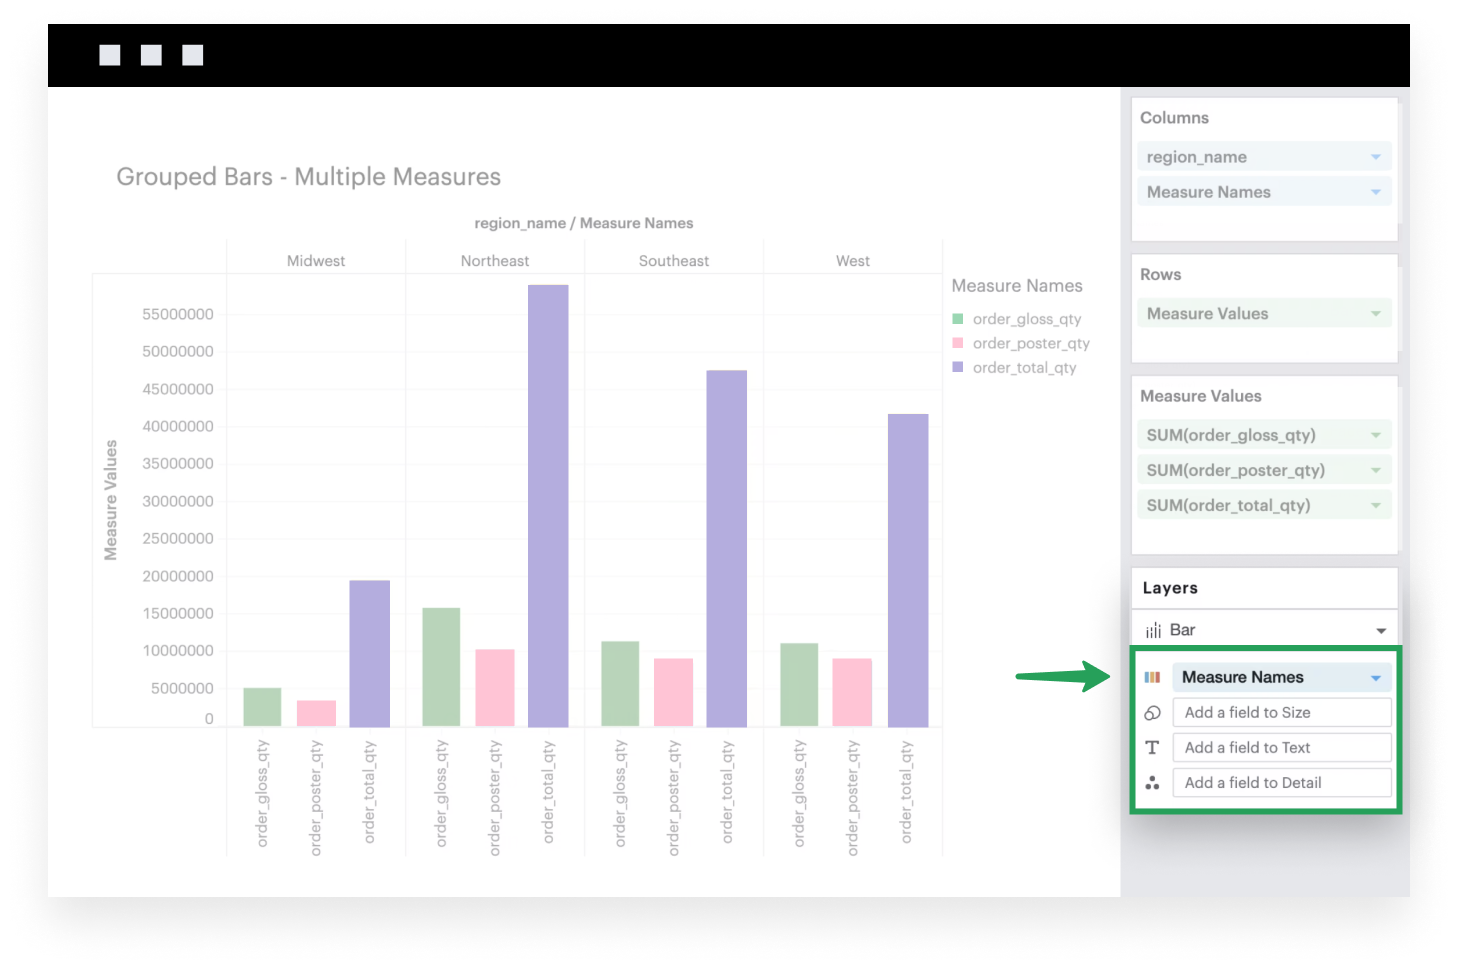 Grouped Bars - Multiple Measures
region_name / Measure Names
Midwest Northeast Southeast West
Measure Values
55000000
50000000
45000000
40000000
35000000
30000000
25000000
20000000
15000000
10000000
5000000
0
order_gloss_qty order_poster_qty order_total_qty order_gloss_qty order_poster_qty order_total_qty order_gloss_qty order_poster_qty order_total_qty order_gloss_qty order_poster_qty order_total_qty
Measure Names
order_gloss_qty
order_poster_qty
order_total_qty
Columns
region_name
Measure Names
Rows
Measure Values
Measure Values
SUM(order_gloss_qty)
SUM(order_poster_qty)
SUM(order_total_qty)
Layers
Bar
Measure Names
Add a field to Size
T Add a field to Text
Add a field to Detail